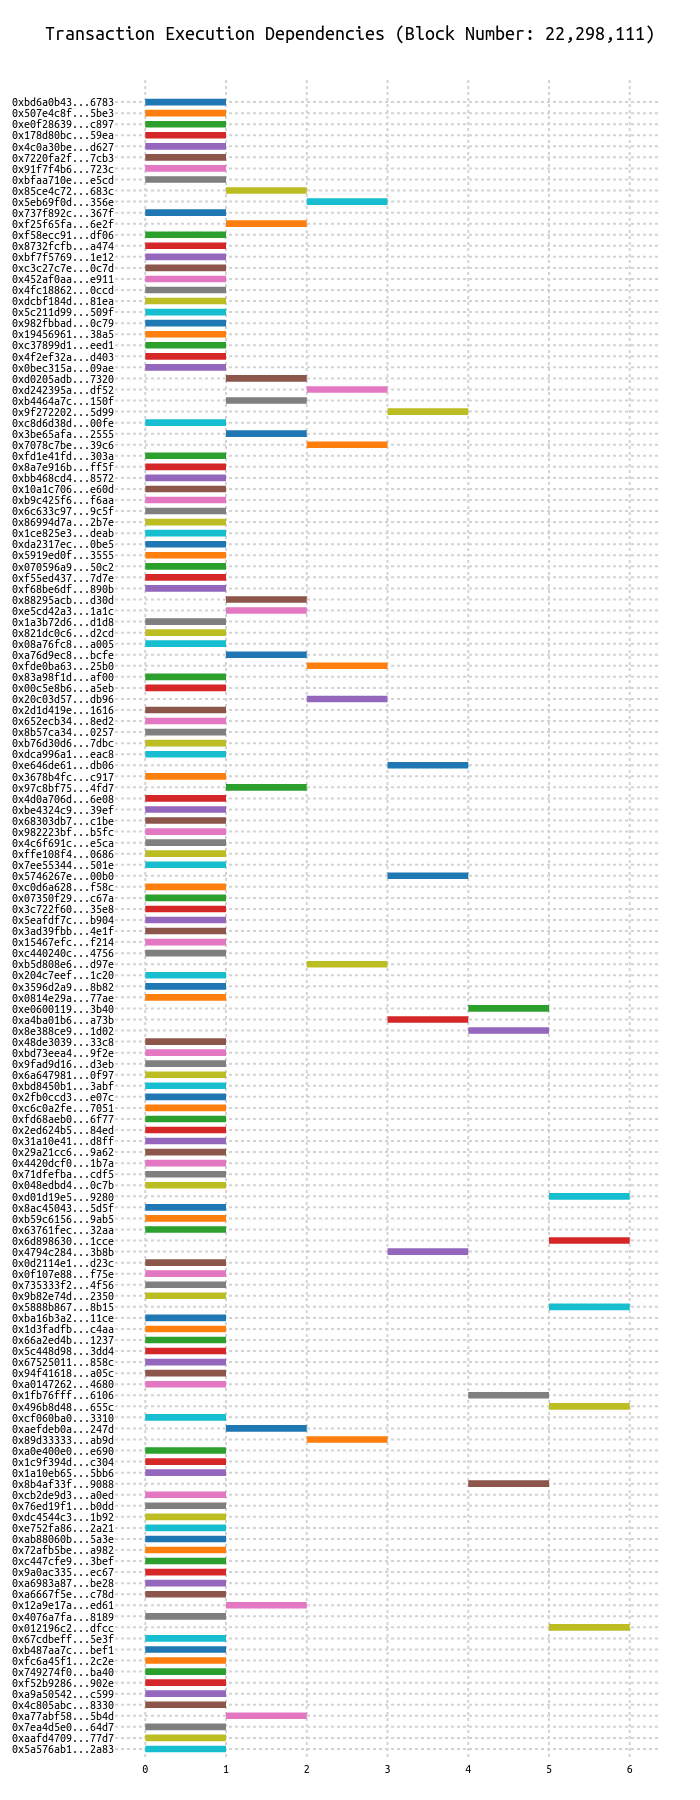 Transaction Execution Dependencies (Block Number: 22,298,111)
0xbd6a0b43...6783
0x507e4c8f...5be3
0xe0f28639...c897
0x178d80bc...59ea
0x4c0a30be...d627
0x7220fa2f...7cb3
0x91f7f4b6...723c
0xbfaa710e...e5cd
0x85ce4c72...683c
0x5eb69f0d...356e
0x737f892c...367f
0xf25f65fa...6e2f
0xf58ecc91...df06
0x8732fcfb...a474
0xbf7f5769...1e12
0xc3c27c7e...0c7d
0x452af0aa...e911
0x4fc18862...0ccd
0xdcbf184d...81ea
0x5c211d99...509f
0x982fbbad...0c79
0x19456961...38a5
0xc37899d1...eed1
0x4f2ef32a...d403
0x0bec315a...09ae
0xd0205adb...7320
0xd242395a...df52
0xb4464a7c...150f
0x9f272202...5d99
0xc8d6d38d...00fe
0x3be65afa...2555
0x7078c7be...39c6
0xfd1e41fd...303a
0x8a7e916b...ff5f
0xbb468cd4...8572
0x10a1c706...e60d
0xb9c425f6...f6aa
0x6c633c97...9c5f
0x86994d7a...2b7e
0x1ce825e3...deab
0xda2317ec...0be5
0x5919ed0f...3555
0x070596a9...50c2
0xf55ed437...7d7e
0xf68be6df...890b
0x88295acb...d30d
0xe5cd42a3...1a1c
0x1a3b72d6...d1d8
0x821dc0c6...d2cd
0x08a76fc8...a005
0xa76d9ec8...bcfe
0xfde0ba63...25b0
0x83a98f1d...af00
0x00c5e8b6...a5eb
0x20c03d57...db96
0x2d1d419e...1616
0x652ecb34...8ed2
0x8b57ca34...0257
0xb76d30d6...7dbc
0xdca996a1...eac8
0xe646de61...db06
0x3678b4fc...c917
0x97c8bf75...4fd7
0x4d0a706d...6e08
0xbe4324c9...39ef
0x68303db7...c1be
0x982223bf...b5fc
0x4c6f691c...e5ca
0xffe108f4...0686
0x7ee55344...501e
0x5746267e...00b0
0xc0d6a628...f58c
0x07350f29...c67a
0x3c722f60...35e8
0x5eafdf7c...b904
0x3ad39fbb...4e1f
0x15467efc...f214
0xc440240c...4756
0xb5d808e6...d97e
0x204c7eef...1c20
0x3596d2a9...8b82
0x0814e29a...77ae
0xe0600119...3b40
0xa4ba01b6...a73b
0x8e388ce9...1d02
0x48de3039...33c8
0xbd73eea4...9f2e
0x9fad9d16...d3eb
0x6a647981...0f97
0xbd8450b1...3abf
0x2fb0ccd3...e07c
0xc6c0a2fe...7051
0xfd68aeb0...6f77
0x2ed624b5...84ed
0x31a10e41...d8ff
0x29a21cc6...9a62
0x4420dcf0...1b7a
0x71dfefba...cdf5
0x048edbd4...0c7b
0xd01d19e5...9280
0x8ac45043...5d5f
0xb59c6156...9ab5
0x63761fec...32aa
0x6d898630...1cce
0x4794c284...3b8b
0x0d2114e1...d23c
0x0f107e88...f75e
0x735333f2...4f56
0x9b82e74d...2350
0x5888b867...8b15
0xba16b3a2...11ce
0x1d3fadfb...c4aa
0x66a2ed4b...1237
0x5c448d98...3dd4
0x67525011...858c
0x94f41618...a05c
0xa0147262...4680
0x1fb76fff...6106
0x496b8d48...655c
0xcf060ba0...3310
0xaefdeb0a...247d
0x89d33333...ab9d
0xa0e400e0...e690
0x1c9f394d...c304
0x1a10eb65...5bb6
0x8b4af33f...9088
0xcb2de9d3...a0ed
0x76ed19f1...b0dd
0xdc4544c3...1b92
0xe752fa86...2a21
0xab88060b...5a3e
0x72afb5be...a982
0xc447cfe9...3bef
0x9a0ac335...ec67
0xa6983a87...be28
0xa6667f5e...c78d
0x12a9e17a...ed61
0x4076a7fa...8189
0x012196c2...dfcc
0x67cdbeff...5e3f
0xb487aa7c...bef1
0xfc6a45f1...2c2e
0x749274f0...ba40
0xf52b9286...902e
0xa9a50542...c599
0x4c805abc...8330
0xa77abf58...5b4d
0x7ea4d5e0...64d7
0xaafd4709...77d7
0x5a576ab1...2a83
0 1 2 3 4 5 6